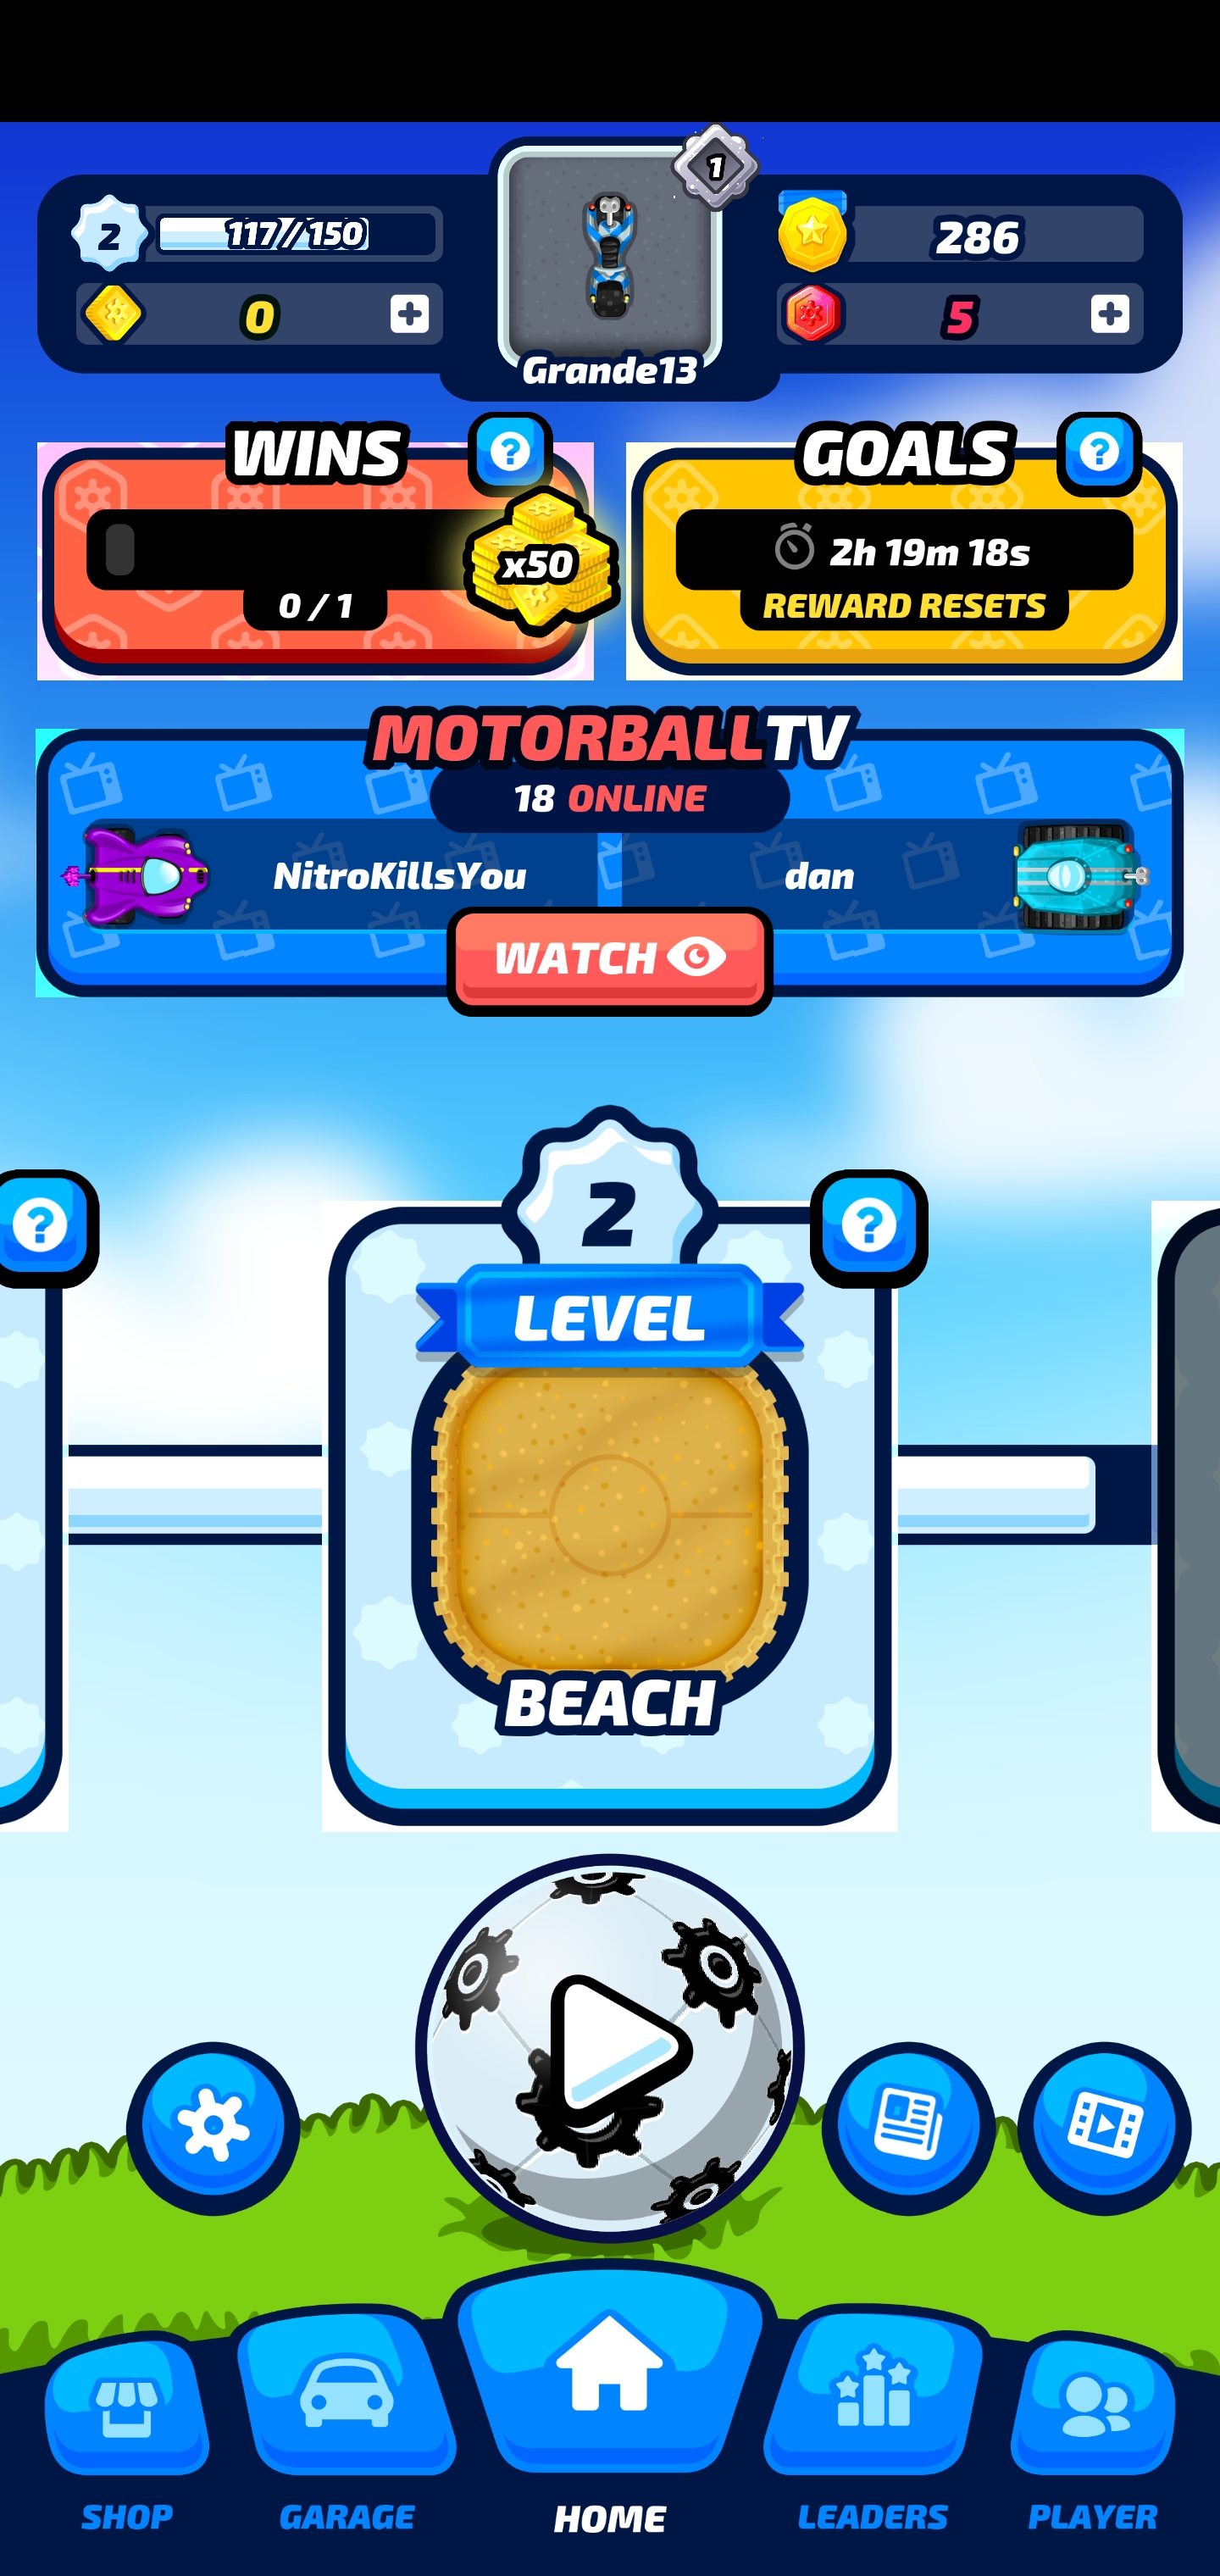 1
2
117/150
286
0
5
Grande13
WINS
GOALS
x50
2h 19m 18s
0 / 1
REWARD RESETS
MOTORBALLTV
18 ONLINE
NitroKillsYou
dan
WATCH
2
LEVEL
BEACH
SHOP
GARAGE
HOME
LEADERS
PLAYER